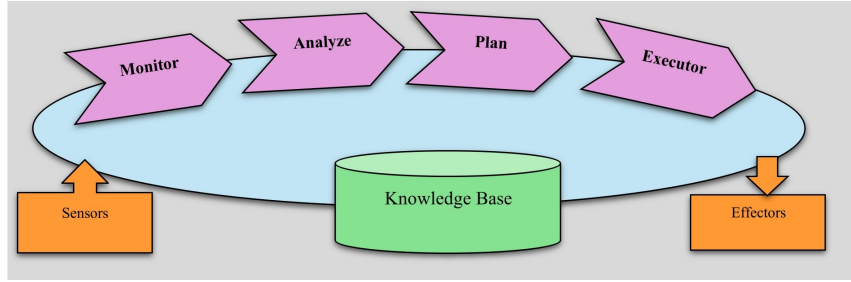 Monitor
Analyze
Plan
Executor
Knowledge Base
Sensors
Effectors